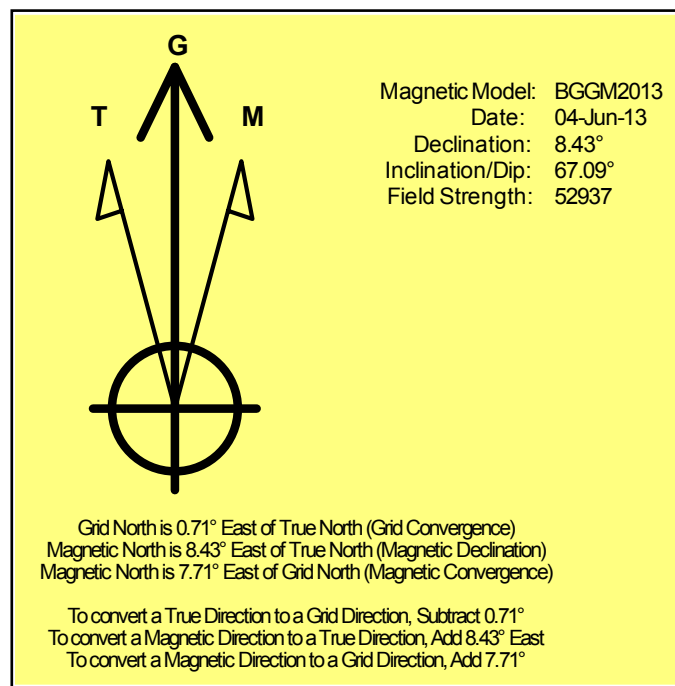 G
T M
Magnetic Model: BGGM2013
Date: 04-Jun-13
Declination: 8.43°
Inclination/Dip: 67.09°
Field Strength: 52937
Grid North is 0.71° East of True North (Grid Convergence)
Magnetic North is 8.43° East of True North (Magnetic Declination)
Magnetic North is 7.71° East of Grid North (Magnetic Convergence)
To convert a True Direction to a Grid Direction, Subtract 0.71°
To convert a Magnetic Direction to a True Direction, Add 8.43° East
To convert a Magnetic Direction to a Grid Direction, Add 7.71°